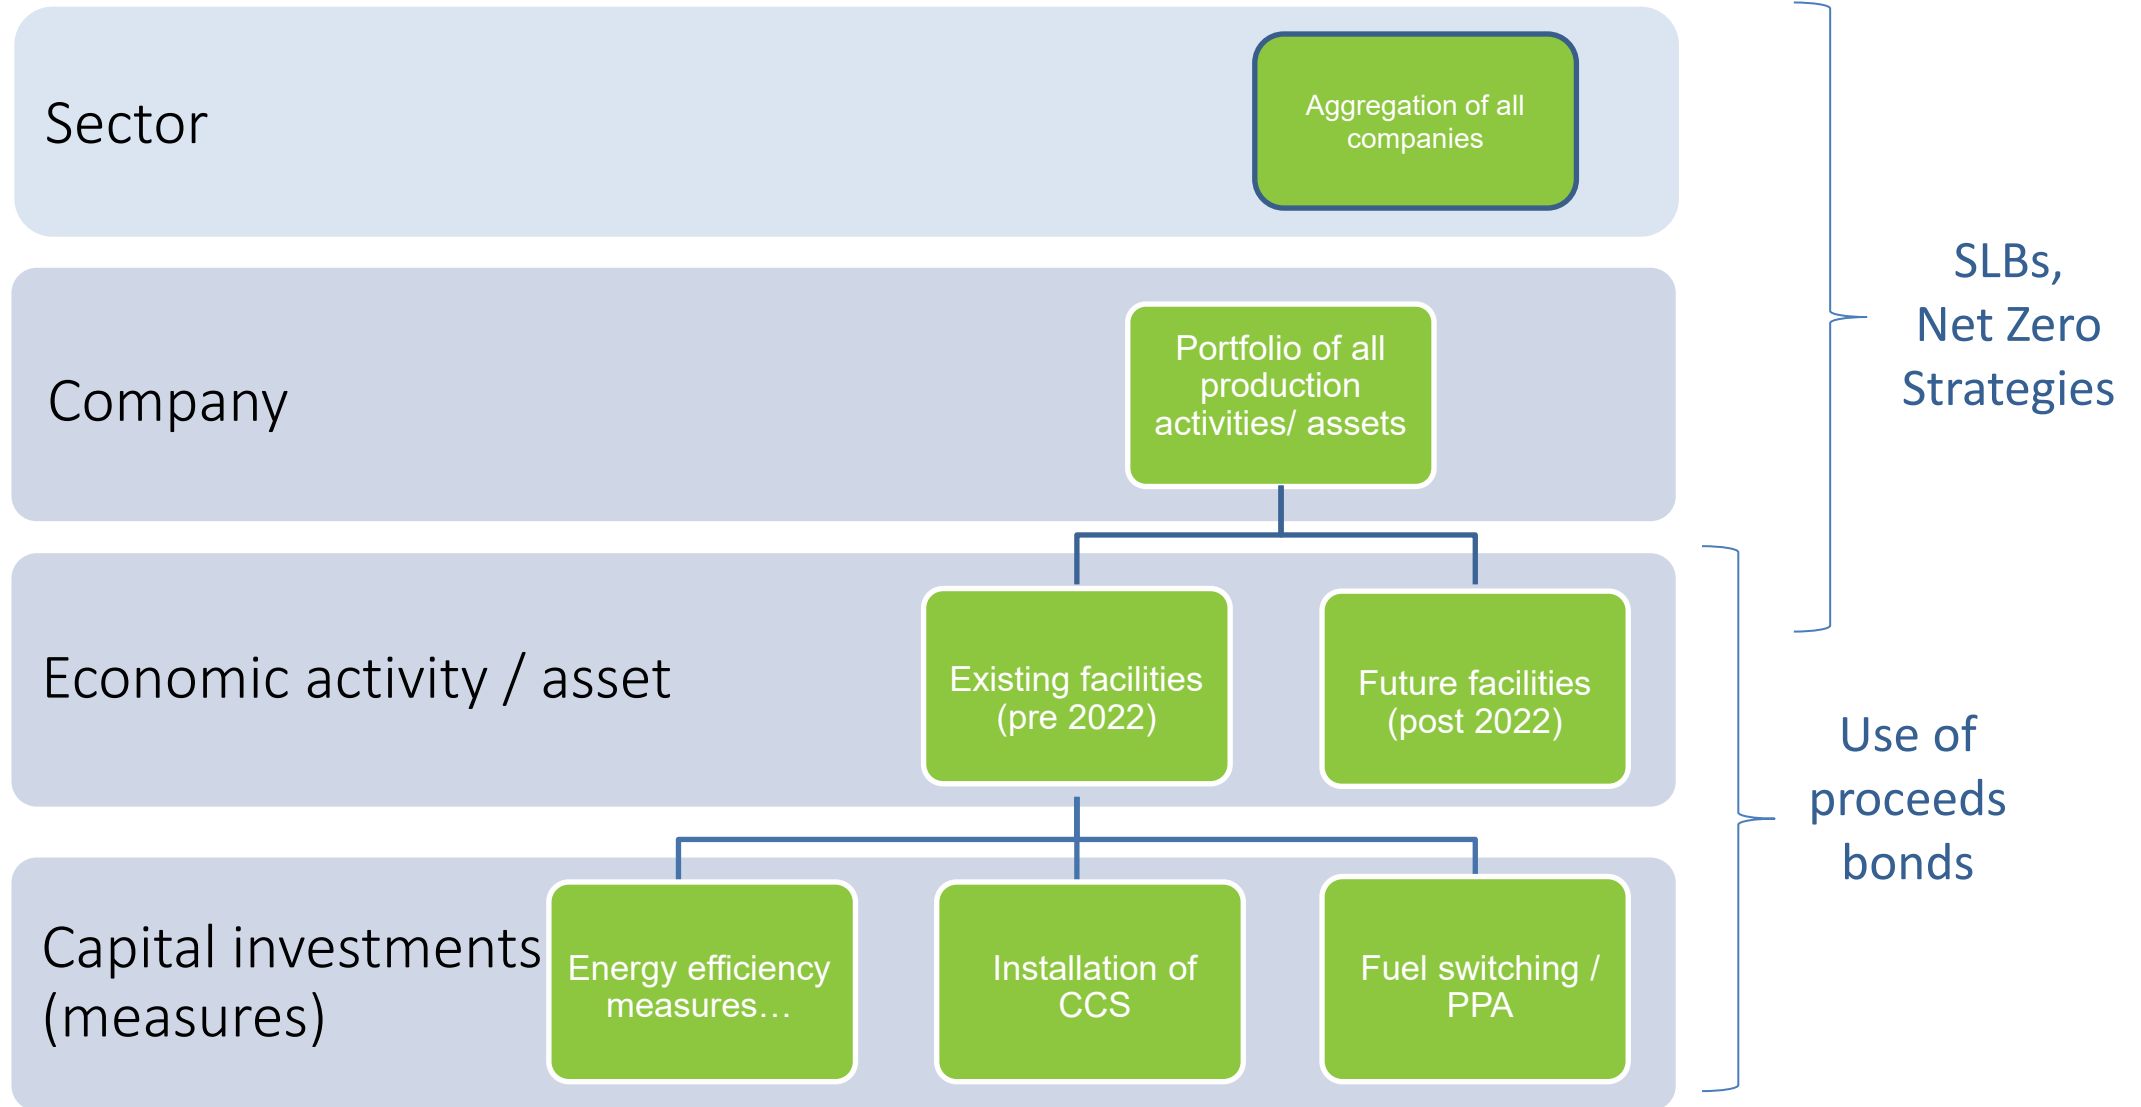 Sector
Aggregation of all
companies
SLBs,
Net Zero
Strategies
Company
Portfolio of all
production
activities/ assets
Economic activity / asset
Existing facilities
(pre 2022)
Future facilities
(post 2022)
Use of
proceeds
bonds
Capital investments
(measures)
Energy efficiency
measures…
Installation of
CCS
Fuel switching /
PPA